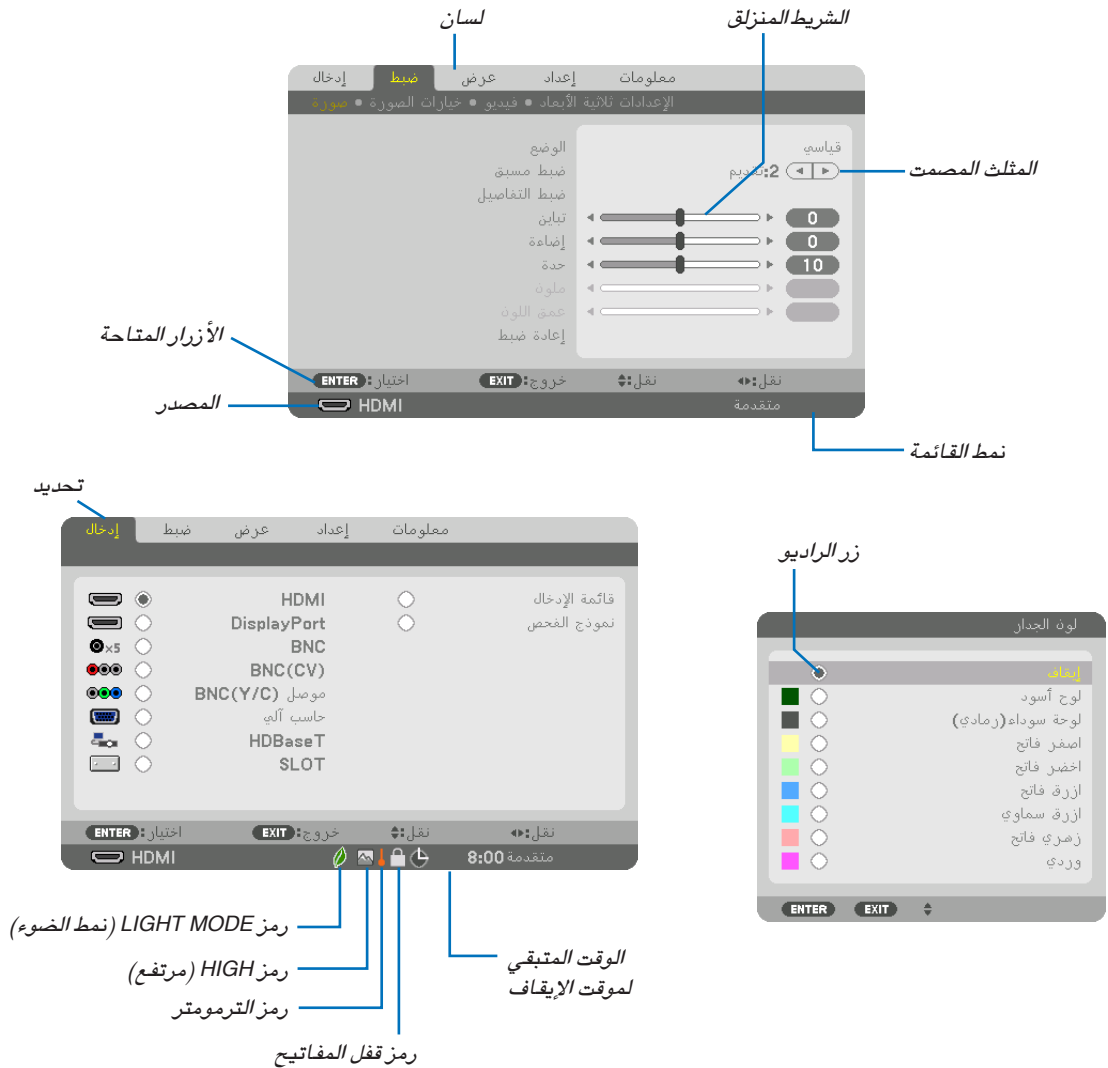 لسان
الشريط المنزلق
إدخال
ضبط
عرض
إعداد
معلومات
صورة • خيارات الصورة • فيديو • الإعدادات ثلاثية الأبعاد
الوضع
قياسي
ضبط مسبق
2:تقديم
المثلث المصمت
ضبط التفاصيل
تباين
0
إضاءة
0
حدة
10
ملون
عمق اللون
إعادة ضبط
الأزرار المتاحة
ENTER:اختيار
EXIT:خروج
نقل:
نقل:
المصدر
HDMI
متقدمة
نمط القائمة
تحديد
إدخال
ضبط
عرض
إعداد
معلومات
HDMI
قائمة الإدخال
DisplayPort
نموذج الفحص
×5
BNC
BNC(CV)
موصل BNC(Y/C)
حاسب آلي
HDBaseT
SLOT
ENTER:اختيار
EXIT:خروج
نقل:
نقل:
HDMI
متقدمة 8:00
رمز LIGHT MODE (نمط الضوء)
رمز HIGH (مرتفع)
رمز الترمومتر
رمز قفل المفاتيح
الوقت المتبقي
لموقت الإيقاف
زر الراديو
لون الجدار
إيقاف
لوح أسود
لوحة سوداء(رمادي)
اصفر فاتح
اخضر فاتح
ازرق فاتح
ازرق سماوي
زهري فاتح
وردي
ENTER
EXIT